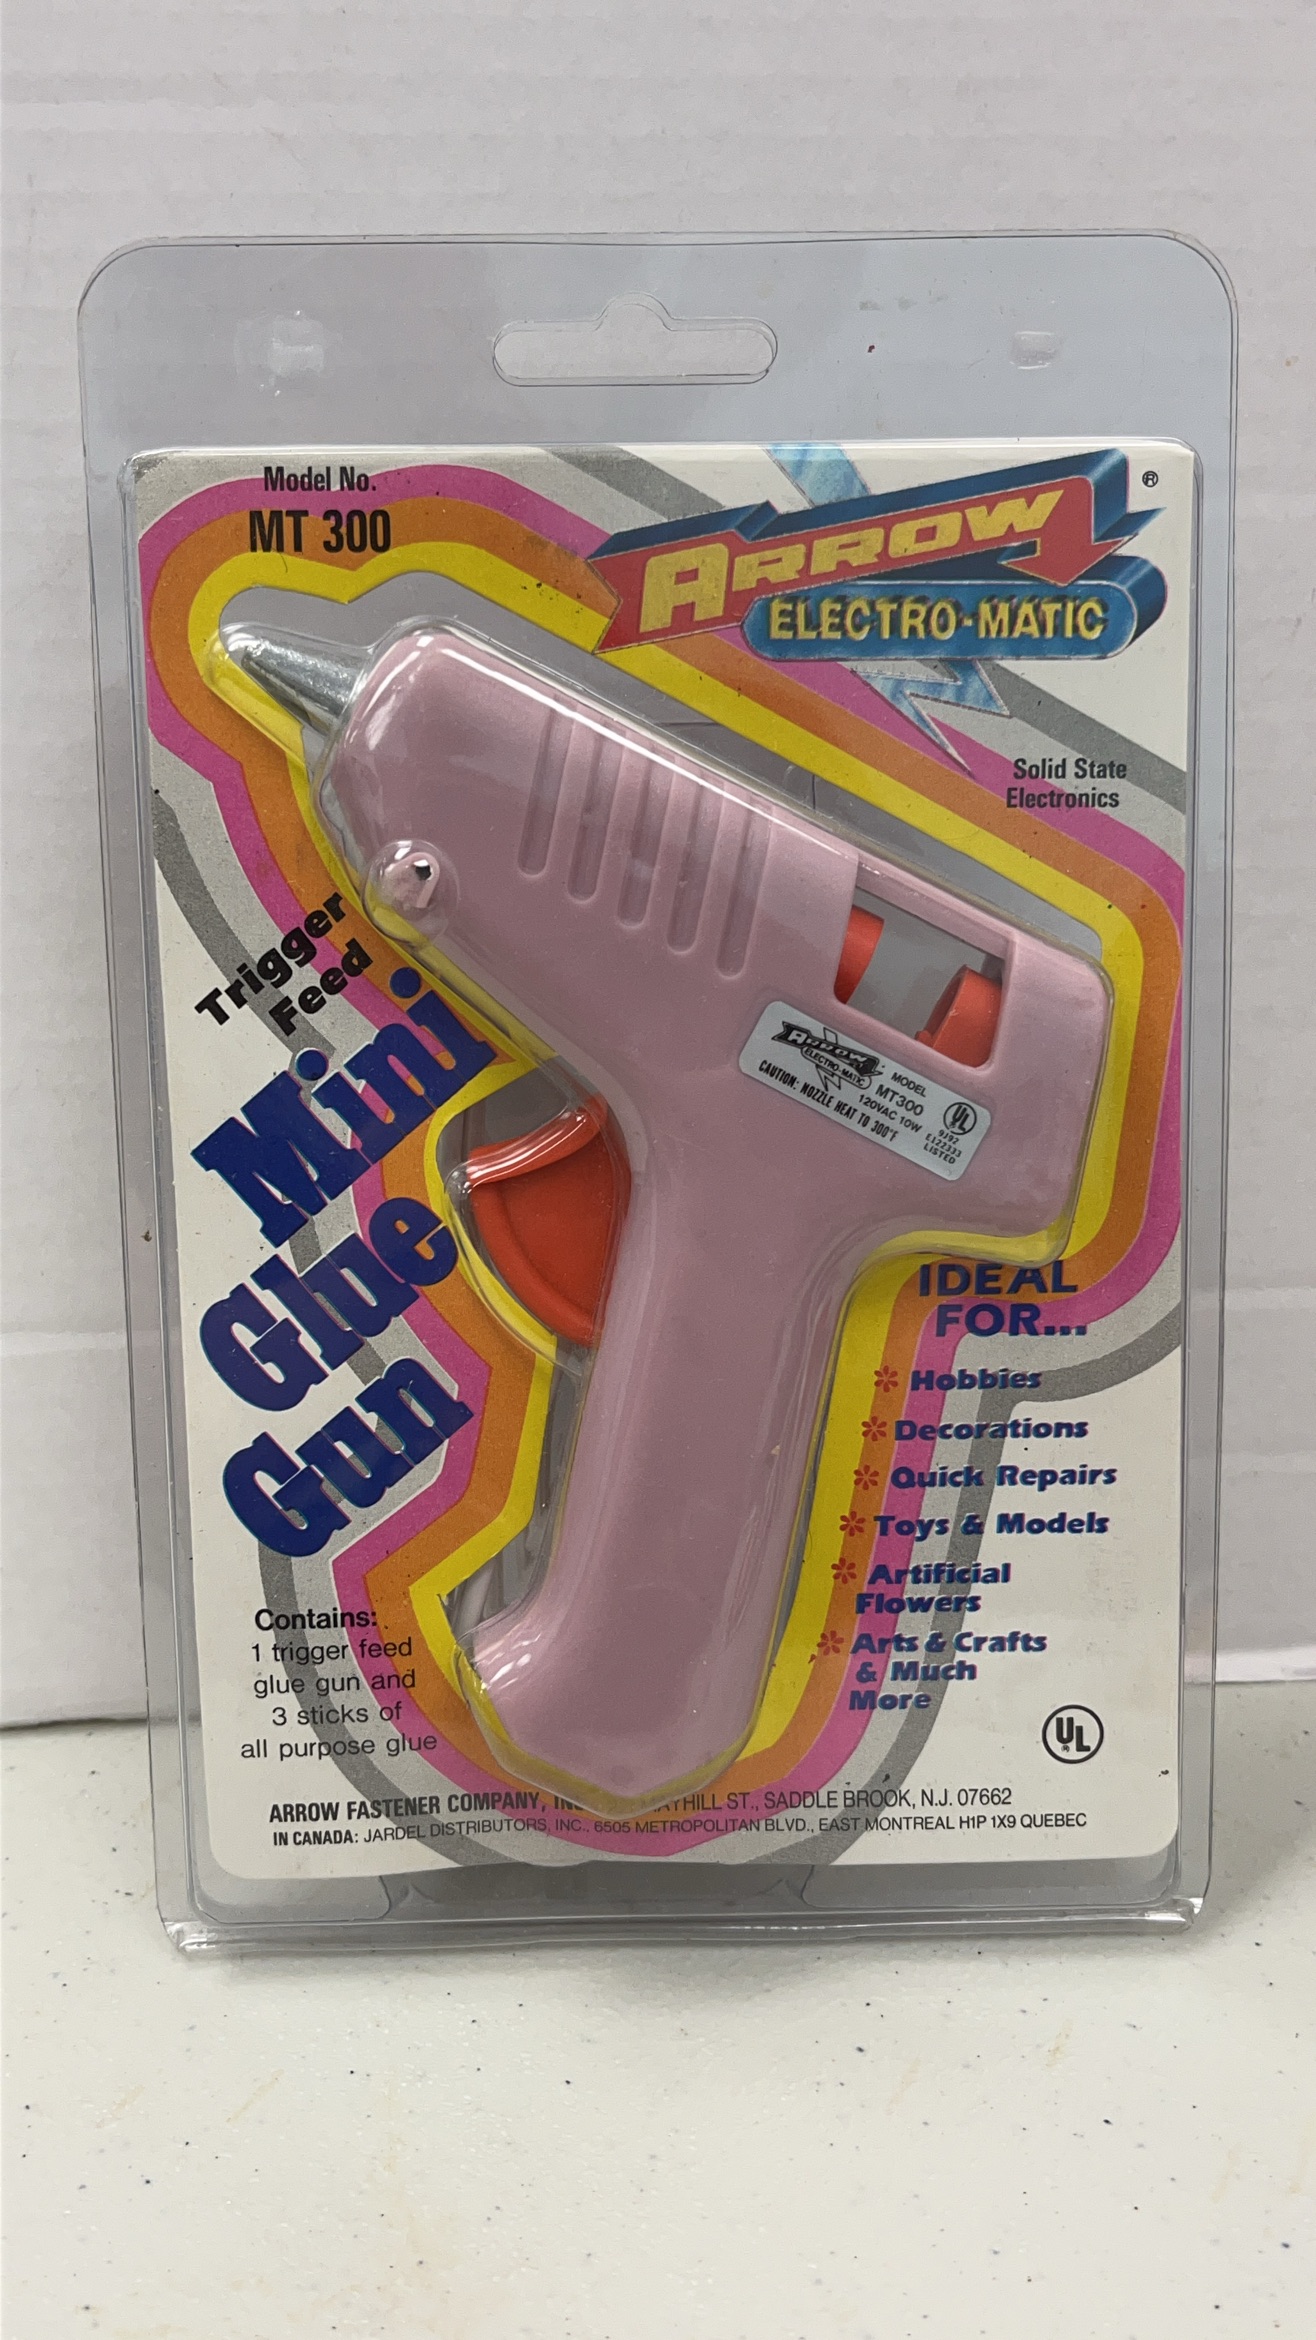 Model No.
MT 300
ARROW
®
ELECTRO-MATIC
Solid State
Electronics
Trigger
Feed
Mini
Glue
Gun
ARROW
ELECTRO-MATIC
MODEL
MT300
120VAC 10W
CAUTION: NOZZLE HEAT TO 300°F
UL
9J92
E122333
LISTED
IDEAL
FOR...
* Hobbies
* Decorations
* Quick Repairs
* Toys & Models
* Artificial
Flowers
* Arts & Crafts
& Much
More
Contains:
1 trigger feed
glue gun and
3 sticks of
all purpose glue
UL
®
ARROW FASTENER COMPANY, MAYHILL ST., SADDLE BROOK, N.J. 07662
IN CANADA: JARDEL DISTRIBUTORS, INC., 6505 METROPOLITAN BLVD., EAST MONTREAL H1P 1X9 QUEBEC